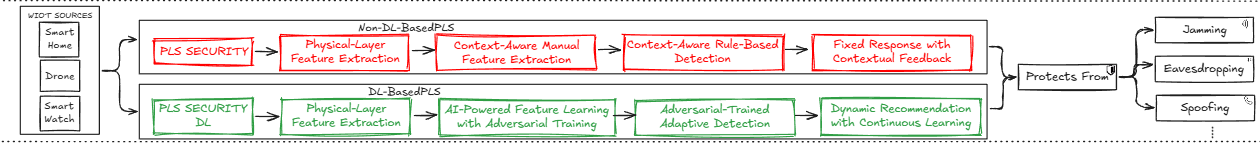 WIOT SOURCES
Smart
Home
Drone
Smart
Watch
Non-DL-BasedPLS
PLS SECURITY
Physical-Layer
Feature Extraction
Context-Aware Manual
Feature Extraction
Context-Aware Rule-Based
Detection
Fixed Response with
Contextual Feedback
DL-BasedPLS
PLS SECURITY
DL
Physical-Layer
Feature Extraction
AI-Powered Feature Learning
with Adversarial Training
Adversarial-Trained
Adaptive Detection
Dynamic Recommendation
with Continuous Learning
Protects From
Jamming
Eavesdropping
Spoofing